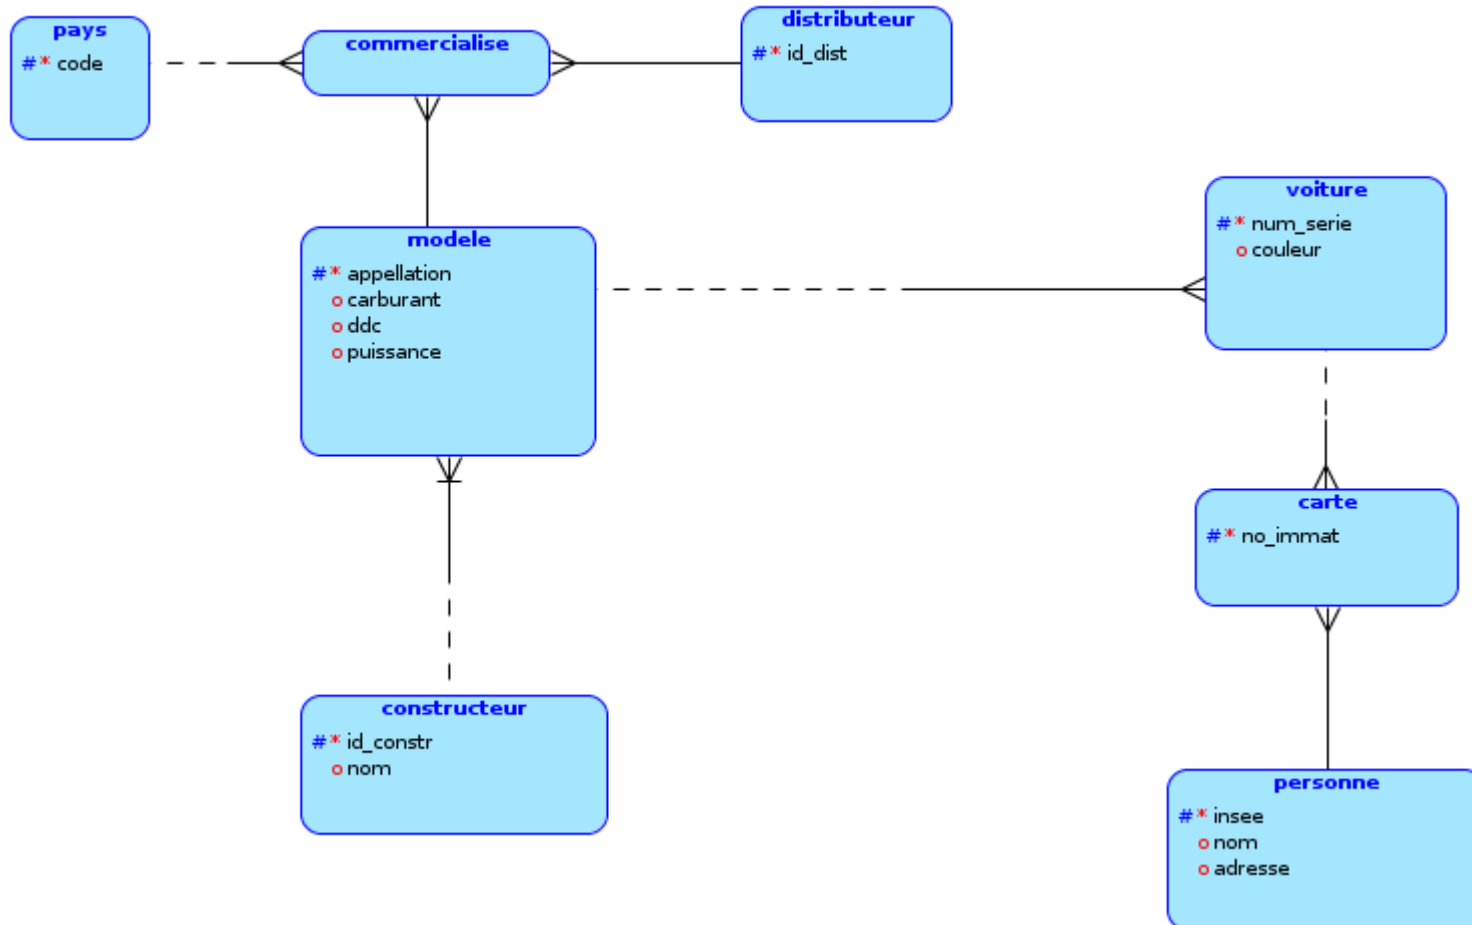 pays
#* code
commercialise
distributeur
#* id_dist
modele
#* appellation
o carburant
o ddc
o puissance
voiture
#* num_serie
o couleur
carte
#* no_immat
constructeur
#* id_constr
o nom
personne
#* insee
o nom
o adresse